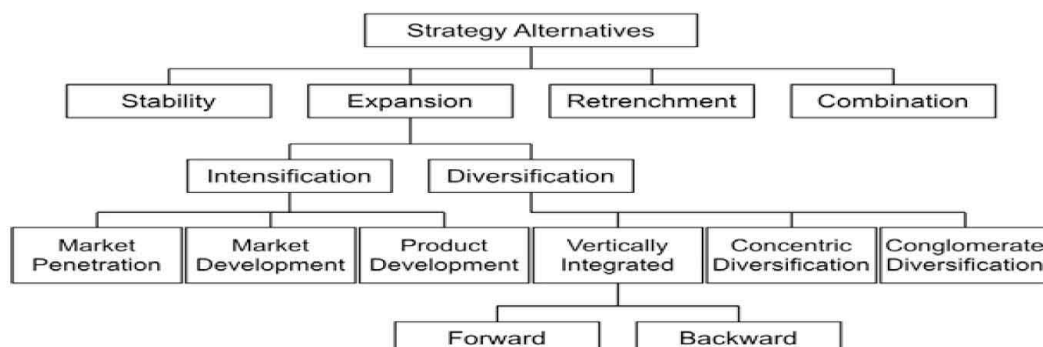 Strategy Alternatives
Stability
Expansion
Retrenchment
Combination
Intensification
Diversification
Market
Penetration
Market
Development
Product
Development
Vertically
Integrated
Concentric
Diversification
Conglomerate
Diversification
Forward
Backward